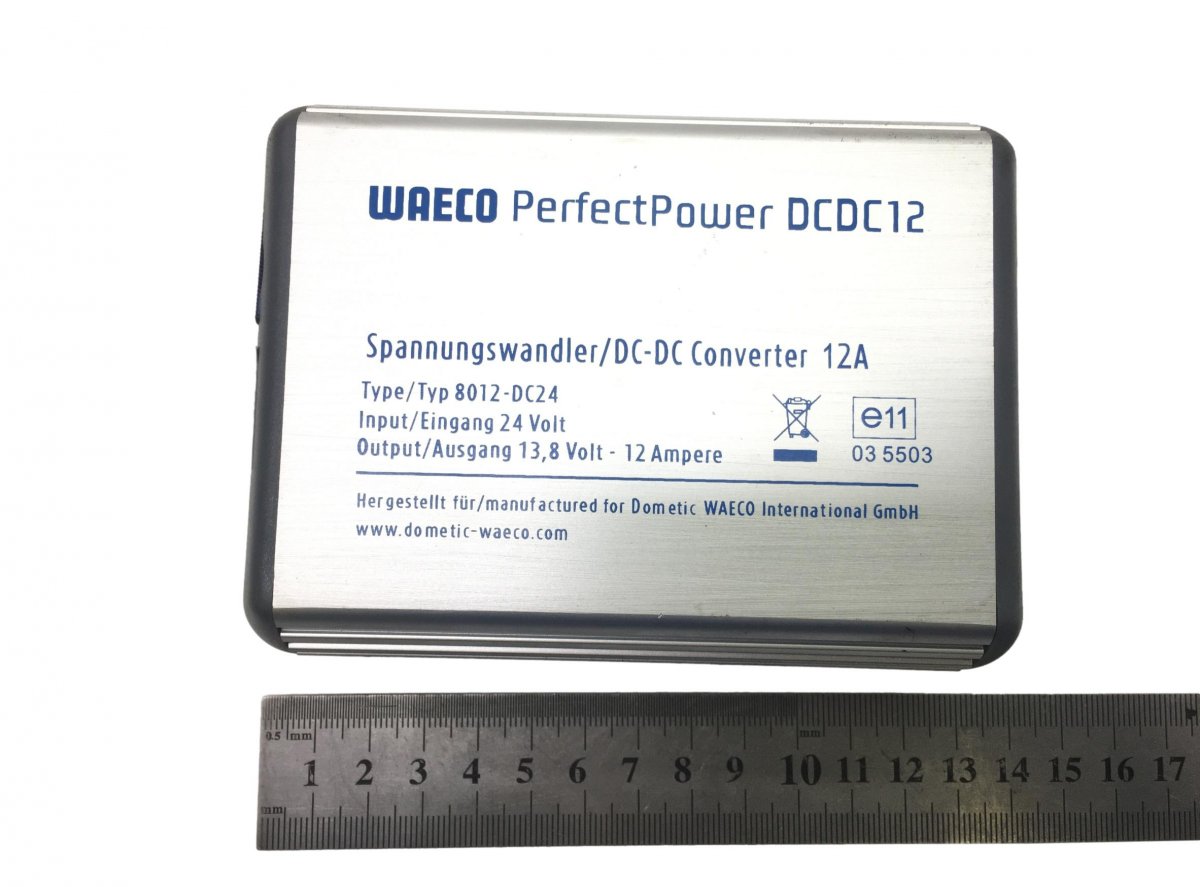 WAECO PerfectPower DCDC12
Spannungswandler/DC-DC Converter 12A
Type/Typ 8012-DC24
Input/Eingang 24 Volt
Output/Ausgang 13,8 Volt - 12 Ampere
e11
03 5503
Hergestellt für/manufactured for Dometic WAECO International GmbH
www.dometic-waeco.com
0.5 mm mm
1 2 3 4 5 6 7 8 9 10 11 12 13 14 15 16 17
mm